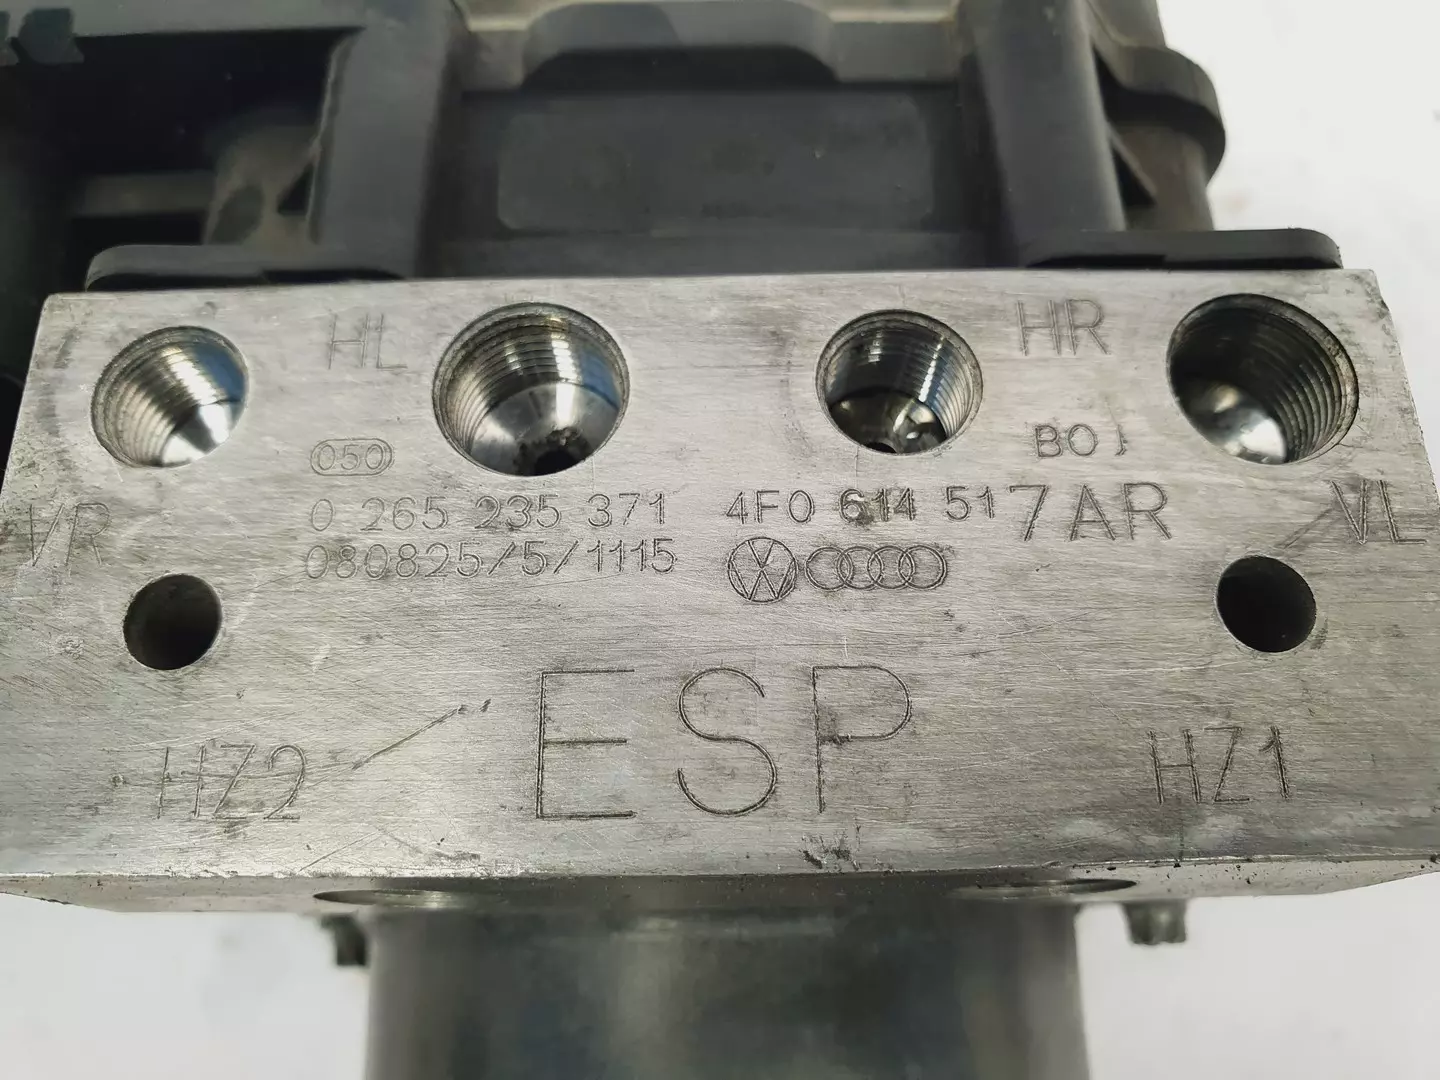 HL
HR
050
BO
0 265 235 371
4F0 614 517AR
VR
VL
080825/5/1115
HZ2
ESP
HZ1